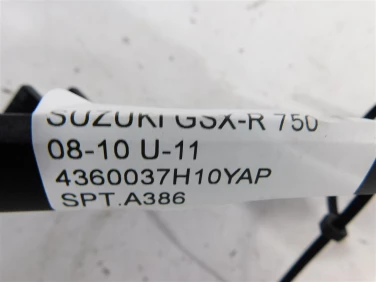 SUZUKI GSX-R 750
08-10 U-11
4360037H10YAP
SPT.A386